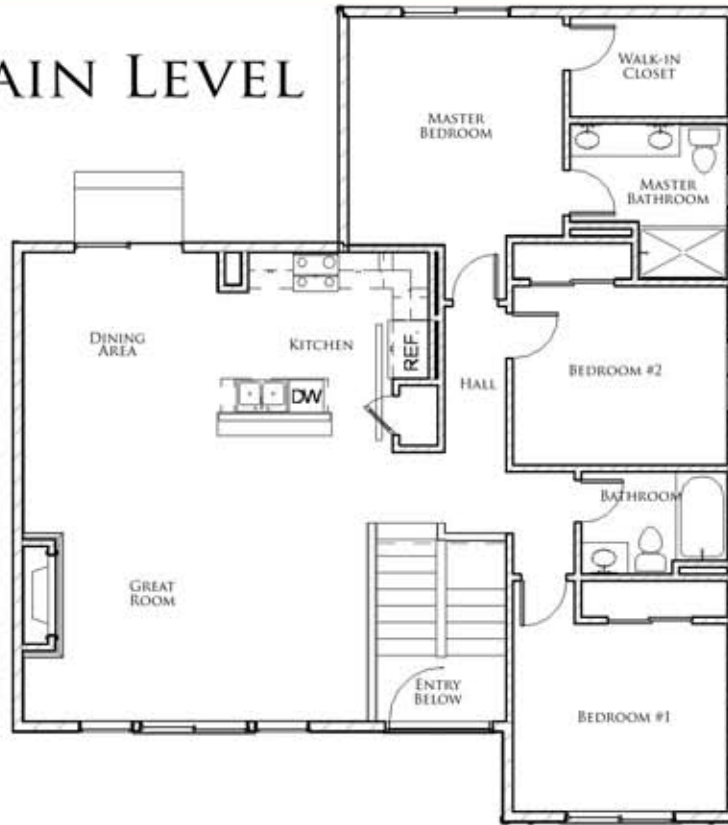 AIN LEVEL
WALK-IN
CLOSET
MASTER
BEDROOM
MASTER
BATHROOM
DINING
AREA
KITCHEN
REF.
HALL
BEDROOM #2
DW
BATHROOM
GREAT
ROOM
ENTRY
BELOW
BEDROOM #1